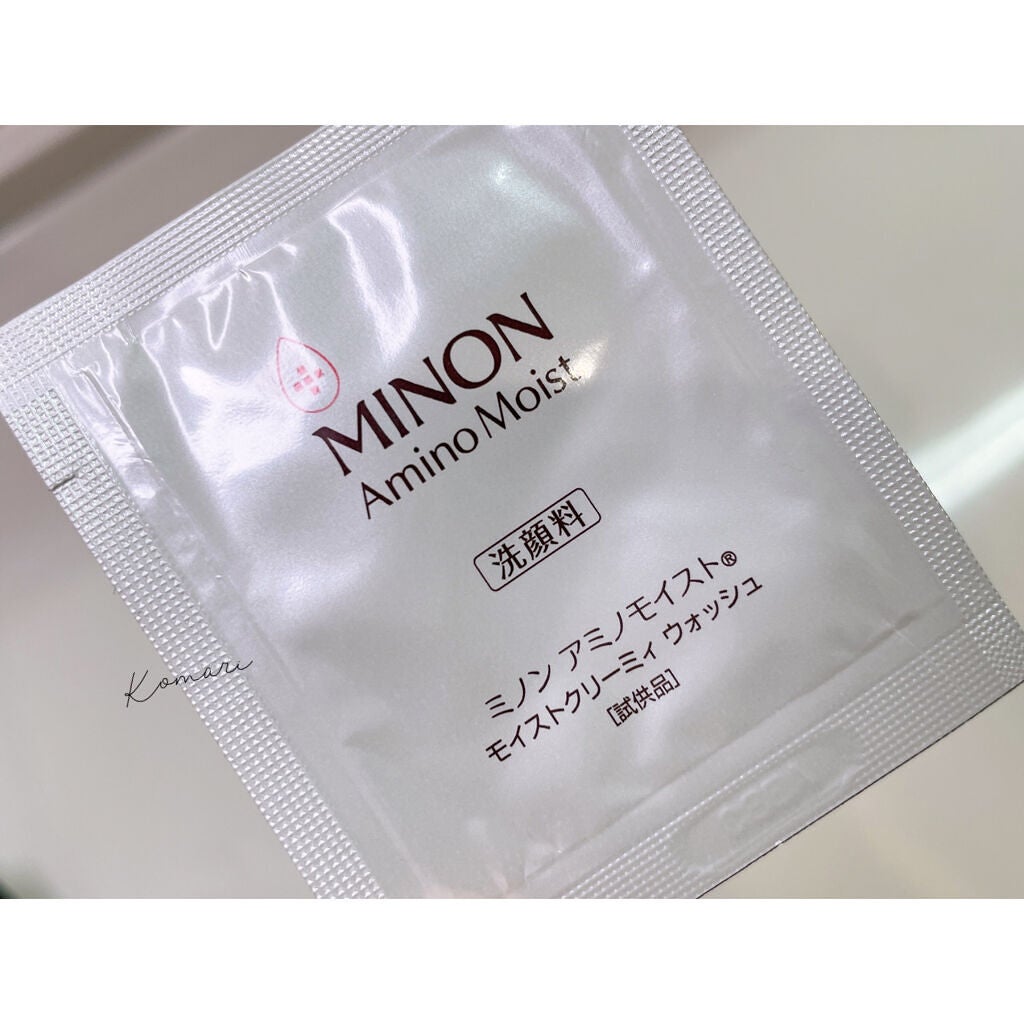 MINON
Amino Moist
洗顔料
ミノン アミノモイスト®
モイストクリーミィ ウォッシュ
[試供品]
Komari